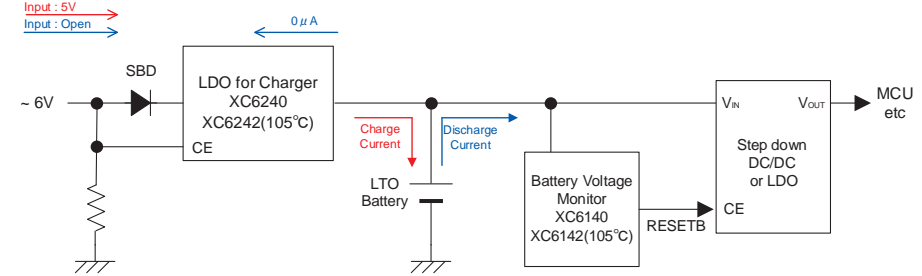 Input : 5V
Input : Open
0μA
SBD
LDO for Charger
XC6240
XC6242(105℃)
CE
~ 6V
Charge
Current
Discharge
Current
LTO
Battery
Battery Voltage
Monitor
XC6140
XC6142(105℃)
RESETB
VIN
VOUT
Step down
DC/DC
or LDO
CE
MCU
etc